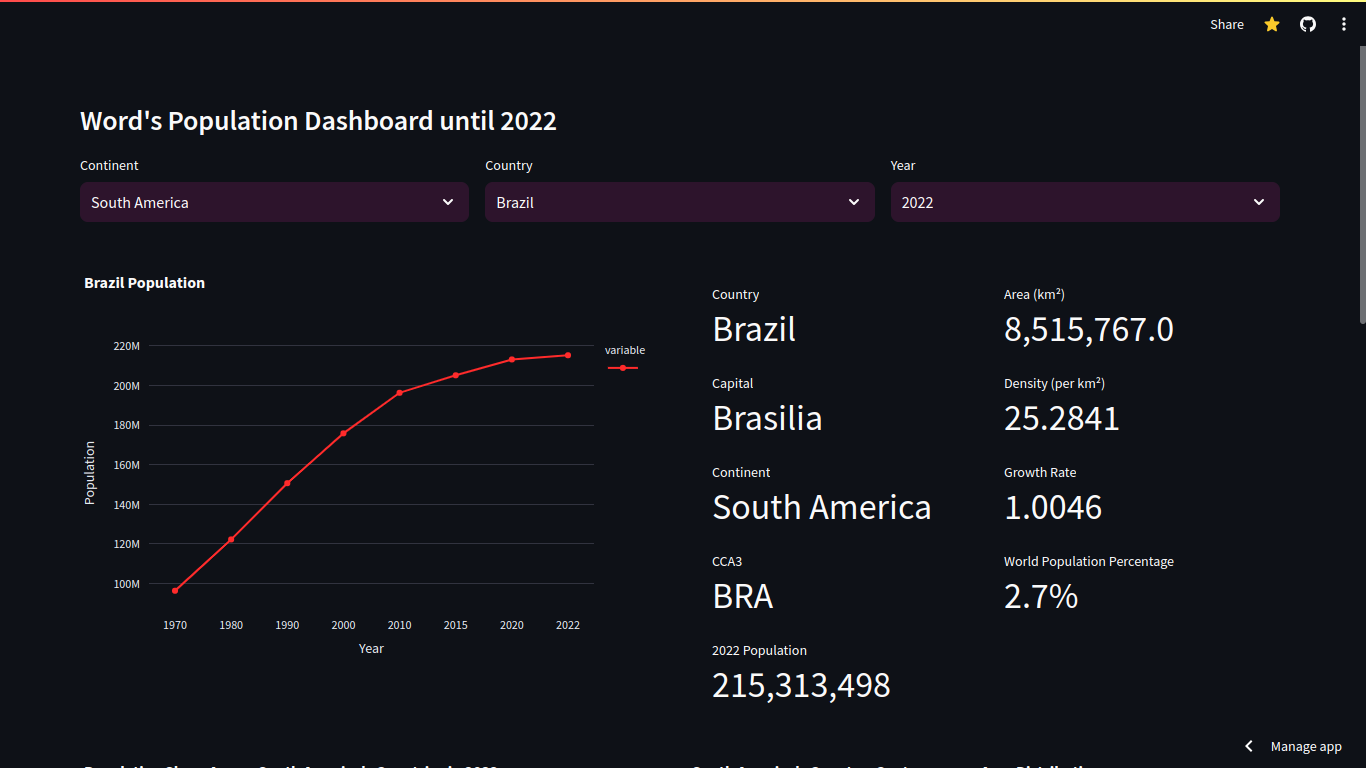 Share
Word's Population Dashboard until 2022
Continent Country Year
South America Brazil 2022
Brazil Population
220M
200M
180M
160M
140M
120M
100M
Population
1970 1980 1990 2000 2010 2015 2020 2022
Year
variable
Country
Brazil
Capital
Brasilia
Continent
South America
CCA3
BRA
2022 Population
215,313,498
Area (km²)
8,515,767.0
Density (per km²)
25.2841
Growth Rate
1.0046
World Population Percentage
2.7%
Manage app